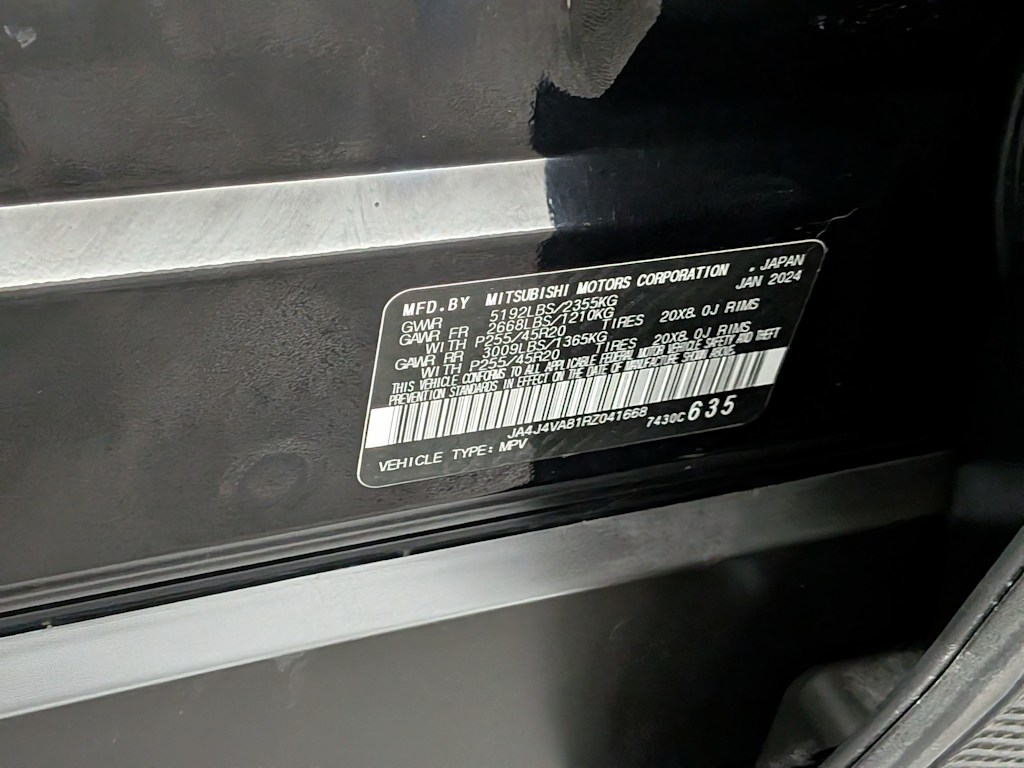 MFD.BY MITSUBISHI MOTORS CORPORATION . JAPAN
JAN 2024
GVWR 5192LBS/2355KG
GAWR FR 2668LBS/1210KG
WITH P255/45R20 TIRES 20X8.0J RIMS
GAWR RR 3009LBS/1365KG
WITH P255/45R20 TIRES 20X8.0J RIMS
THIS VEHICLE CONFORMS TO ALL APPLICABLE FEDERAL MOTOR VEHICLE SAFETY AND THEFT
PREVENTION STANDARDS IN EFFECT ON THE DATE OF MANUFACTURE SHOWN ABOVE.
JA4J4VA81RZ041668 7430C635
VEHICLE TYPE: MPV